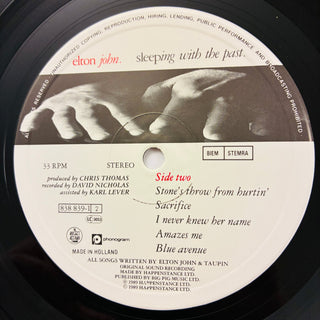 UNAUTHORIZED COPYING, REPRODUCTION, HIRING, LENDING, PUBLIC PERFORMANCE AND BROADCASTING PROHIBITED
ALL RIGHTS RESERVED
elton john. sleeping with the past.
33 RPM STEREO
BIEM STEMRA
produced by CHRIS THOMAS
recorded by DAVID NICHOLAS
assisted by KARL LEVER
838 839-1 2
phonogram
MADE IN HOLLAND
Side two
Stone's throw from hurtin'
Sacrifice
I never knew her name
Amazes me
Blue avenue
ALL SONGS WRITTEN BY ELTON JOHN & TAUPIN
ORIGINAL SOUND RECORDING
MADE BY HAPPENSTANCE LTD.
PUBLISHED BY BIG PIG MUSIC LTD.
℗ 1989 HAPPENSTANCE LTD.
© 1989 HAPPENSTANCE LTD.